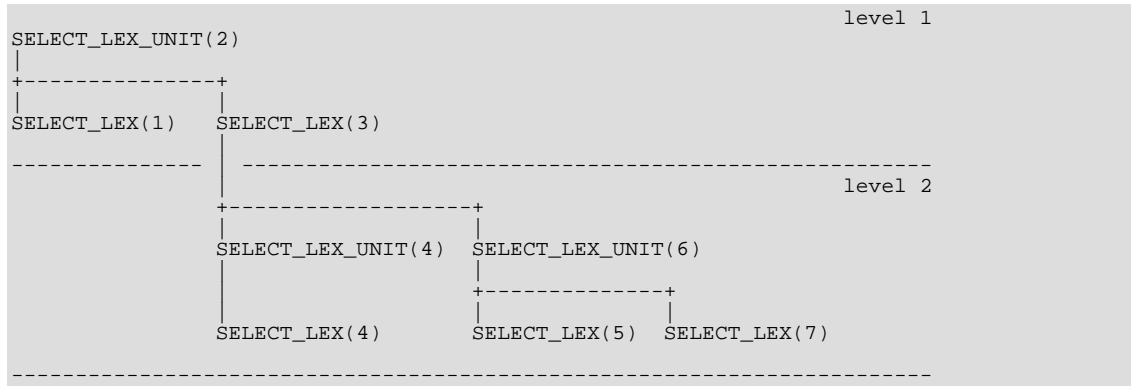 level 1
SELECT_LEX_UNIT(2)
SELECT_LEX(1) SELECT_LEX(3)
level 2
SELECT_LEX_UNIT(4) SELECT_LEX_UNIT(6)
SELECT_LEX(4) SELECT_LEX(5) SELECT_LEX(7)